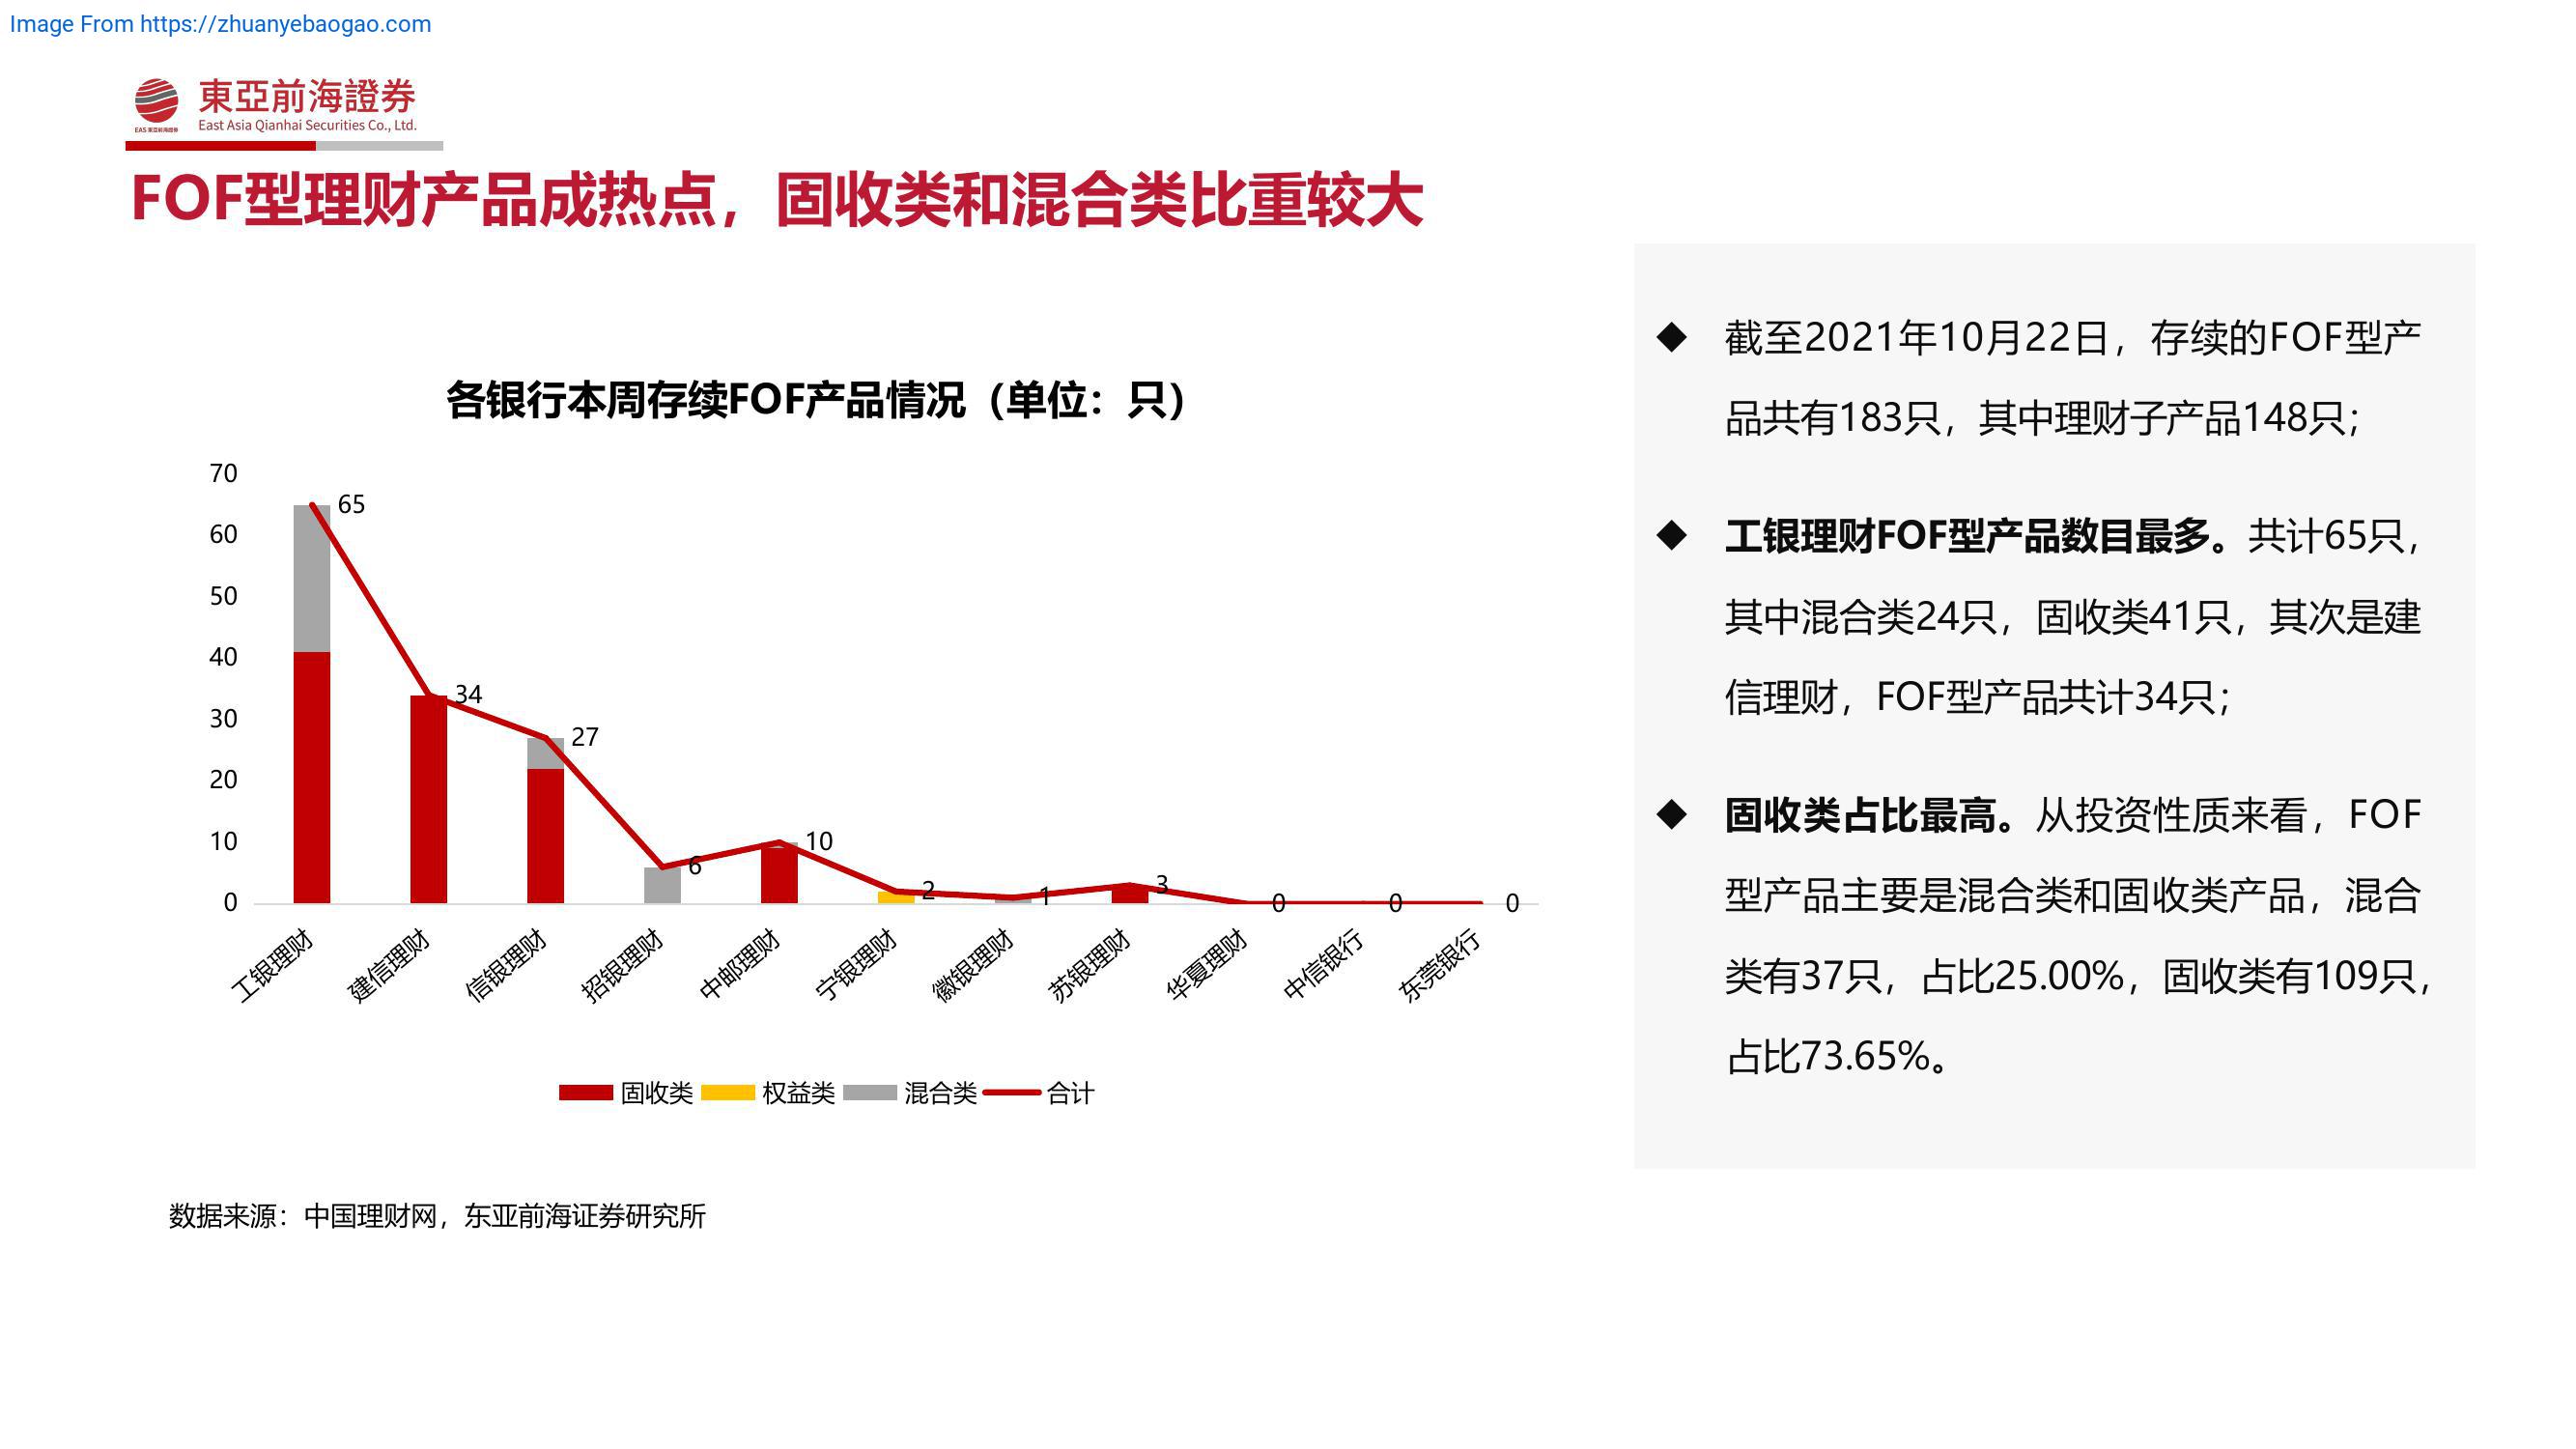 Image From https://zhuanyebaogao.com
東亞前海證券
East Asia Qianhai Securities Co., Ltd.
EAS 東亞前海證券
FOF型理财产品成热点，固收类和混合类比重较大
各银行本周存续FOF产品情况（单位：只）
70
60
50
40
30
20
10
0
65
34
27
6
10
2
1
3
0
0
0
工银理财
建信理财
信银理财
招银理财
中邮理财
宁银理财
徽银理财
苏银理财
华夏理财
中信银行
东莞银行
固收类 权益类 混合类 合计
数据来源：中国理财网，东亚前海证券研究所
◆ 截至2021年10月22日，存续的FOF型产
品共有183只，其中理财子产品148只；
◆ 工银理财FOF型产品数目最多。共计65只，
其中混合类24只，固收类41只，其次是建
信理财，FOF型产品共计34只；
◆ 固收类占比最高。从投资性质来看，FOF
型产品主要是混合类和固收类产品，混合
类有37只，占比25.00%，固收类有109只，
占比73.65%。